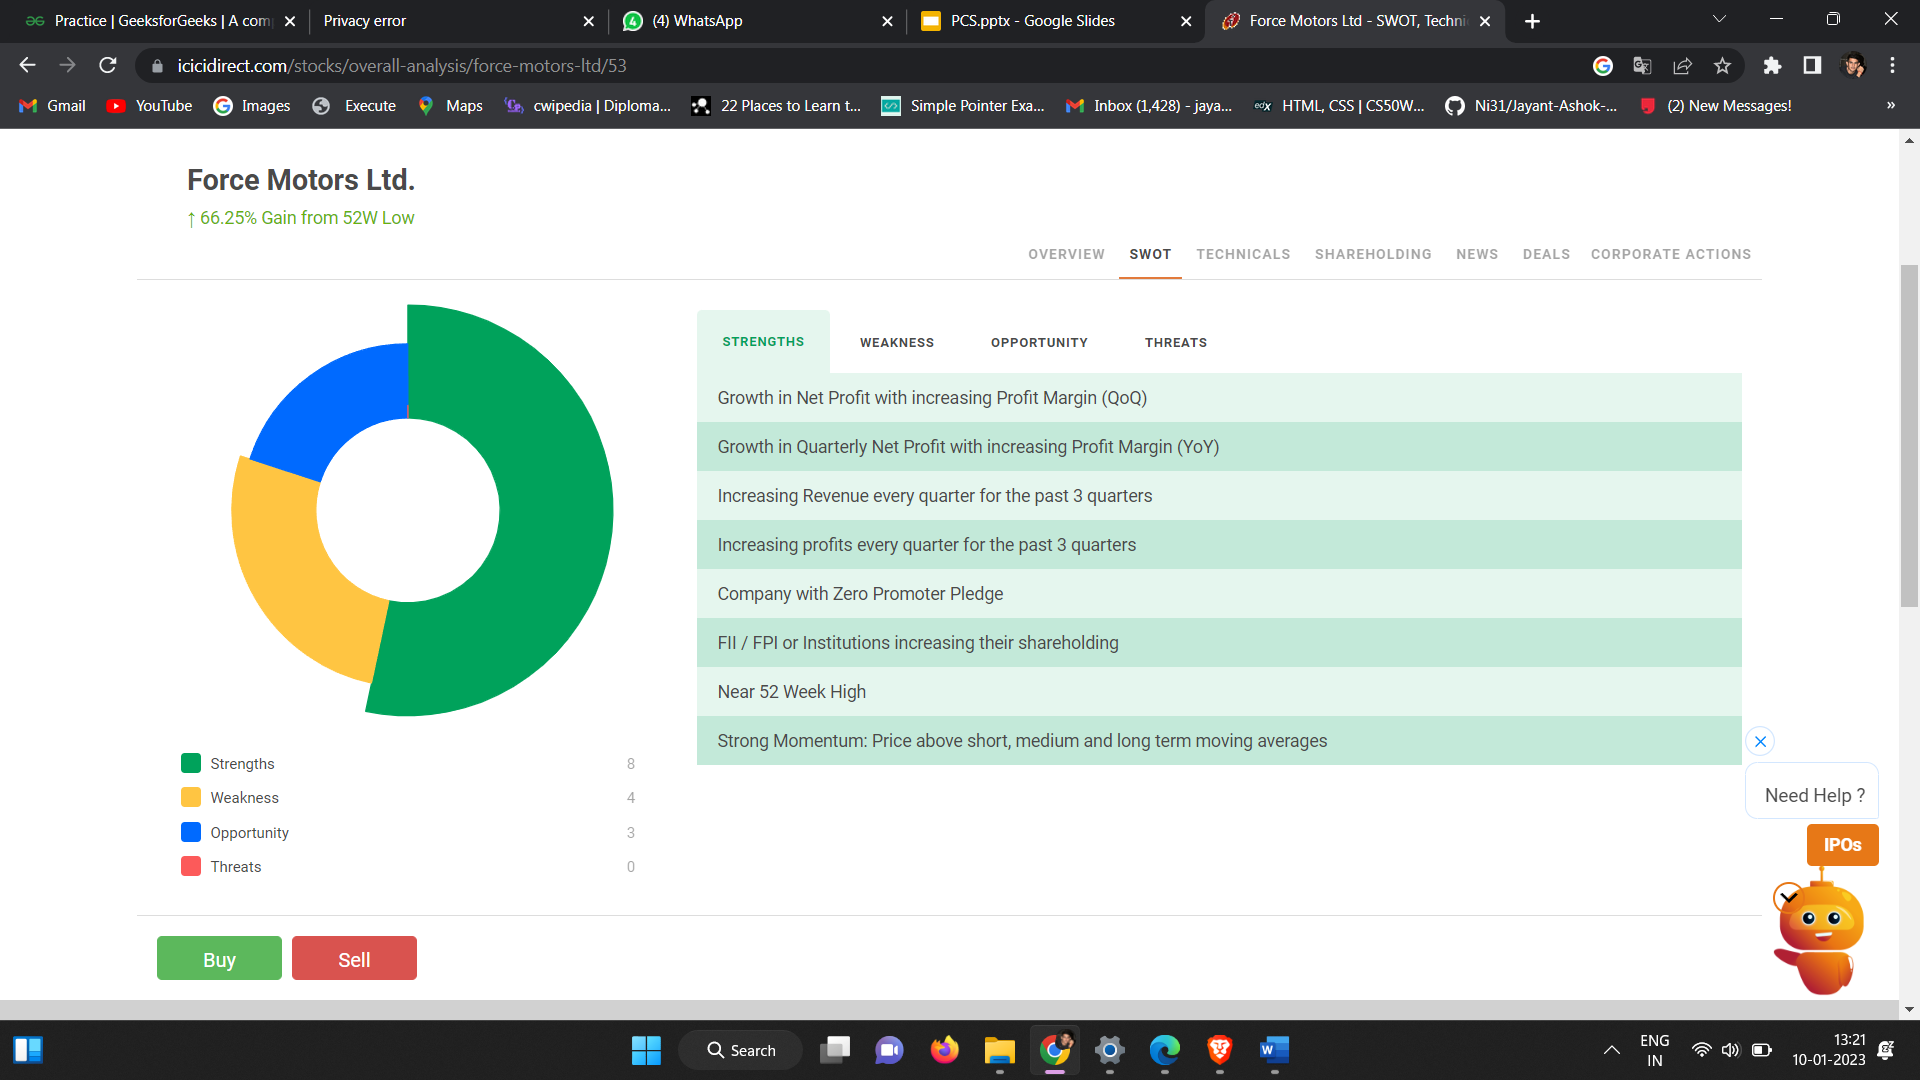 Practice | GeeksforGeeks | A com
Privacy error
(4) WhatsApp
PCS.pptx - Google Slides
Force Motors Ltd - SWOT, Techni
icicidirect.com/stocks/overall-analysis/force-motors-ltd/53
Gmail
YouTube
Images
Execute
Maps
cwipedia | Diploma...
22 Places to Learn t...
Simple Pointer Exa...
Inbox (1,428) - jaya...
edx
HTML, CSS | CS50W...
Ni31/Jayant-Ashok-...
(2) New Messages!
»
Force Motors Ltd.
↑ 66.25% Gain from 52W Low
OVERVIEW
SWOT
TECHNICALS
SHAREHOLDING
NEWS
DEALS
CORPORATE ACTIONS
STRENGTHS
WEAKNESS
OPPORTUNITY
THREATS
Growth in Net Profit with increasing Profit Margin (QoQ)
Growth in Quarterly Net Profit with increasing Profit Margin (YoY)
Increasing Revenue every quarter for the past 3 quarters
Increasing profits every quarter for the past 3 quarters
Company with Zero Promoter Pledge
FII / FPI or Institutions increasing their shareholding
Near 52 Week High
Strong Momentum: Price above short, medium and long term moving averages
Strengths 8
Weakness 4
Opportunity 3
Threats 0
Need Help ?
IPOs
Buy
Sell
Search
ENG
IN
13:21
10-01-2023